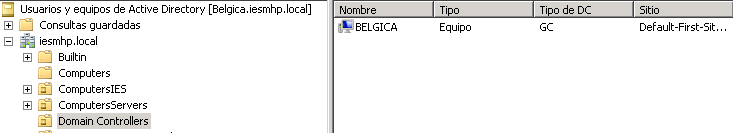 Usuarios y equipos de Active Directory [Belgica.iesmhp.local]
Consultas guardadas
iesmhp.local
Builtin
Computers
ComputersIES
ComputersServers
Domain Controllers
Nombre Tipo Tipo de DC Sitio
BELGICA Equipo GC Default-First-Sit...